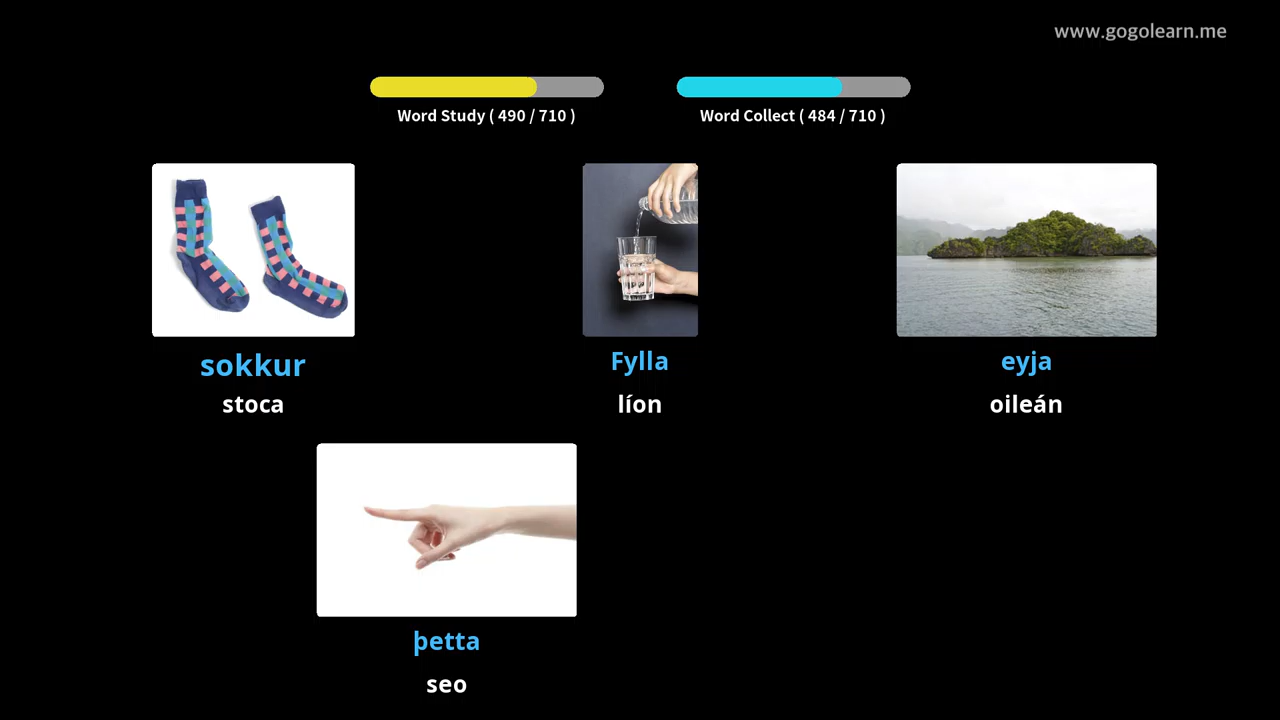 www.gogolearn.me
Word Study ( 490 / 710 )
Word Collect ( 484 / 710 )
sokkur
stoca
Fylla
líon
eyja
oileán
þetta
seo